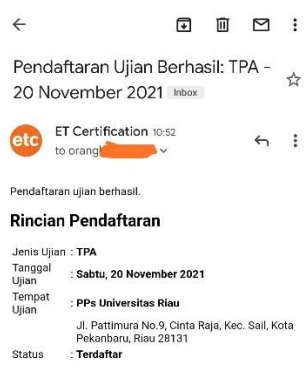 Pendaftaran Ujian Berhasil: TPA -
20 November 2021 Inbox
etc
ET Certification 10:52
to orang
Pendaftaran ujian berhasil.
Rincian Pendaftaran
Jenis Ujian : TPA
Tanggal Ujian : Sabtu, 20 November 2021
Tempat Ujian : PPs Universitas Riau
Jl. Pattimura No.9, Cinta Raja, Kec. Sail, Kota
Pekanbaru, Riau 28131
Status : Terdaftar